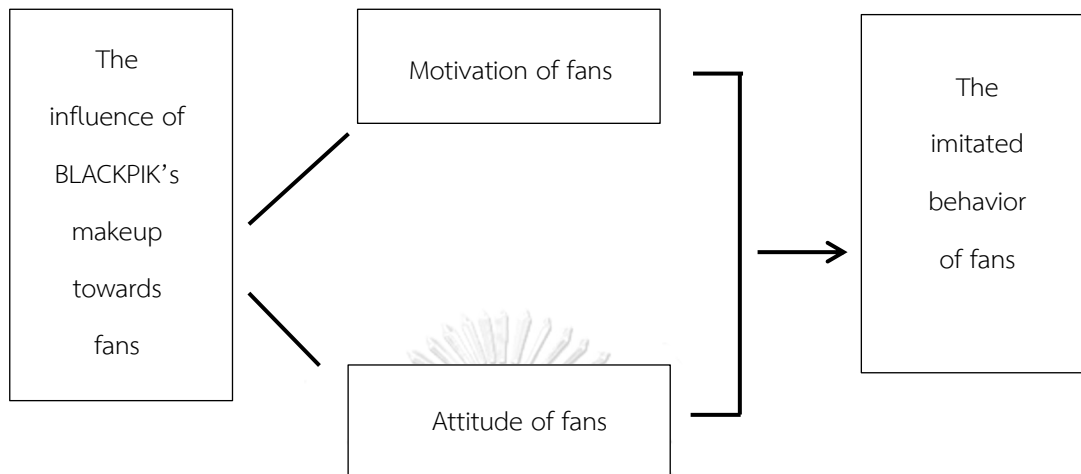 The
influence of
BLACKPIK’s
makeup
towards
fans
Motivation of fans
Attitude of fans
The
imitated
behavior
of fans